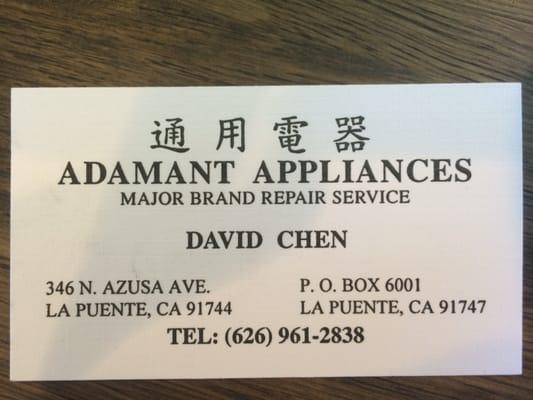 通用電器
ADAMANT APPLIANCES
MAJOR BRAND REPAIR SERVICE
DAVID CHEN
346 N. AZUSA AVE.
LA PUENTE, CA 91744
P. O. BOX 6001
LA PUENTE, CA 91747
TEL: (626) 961-2838